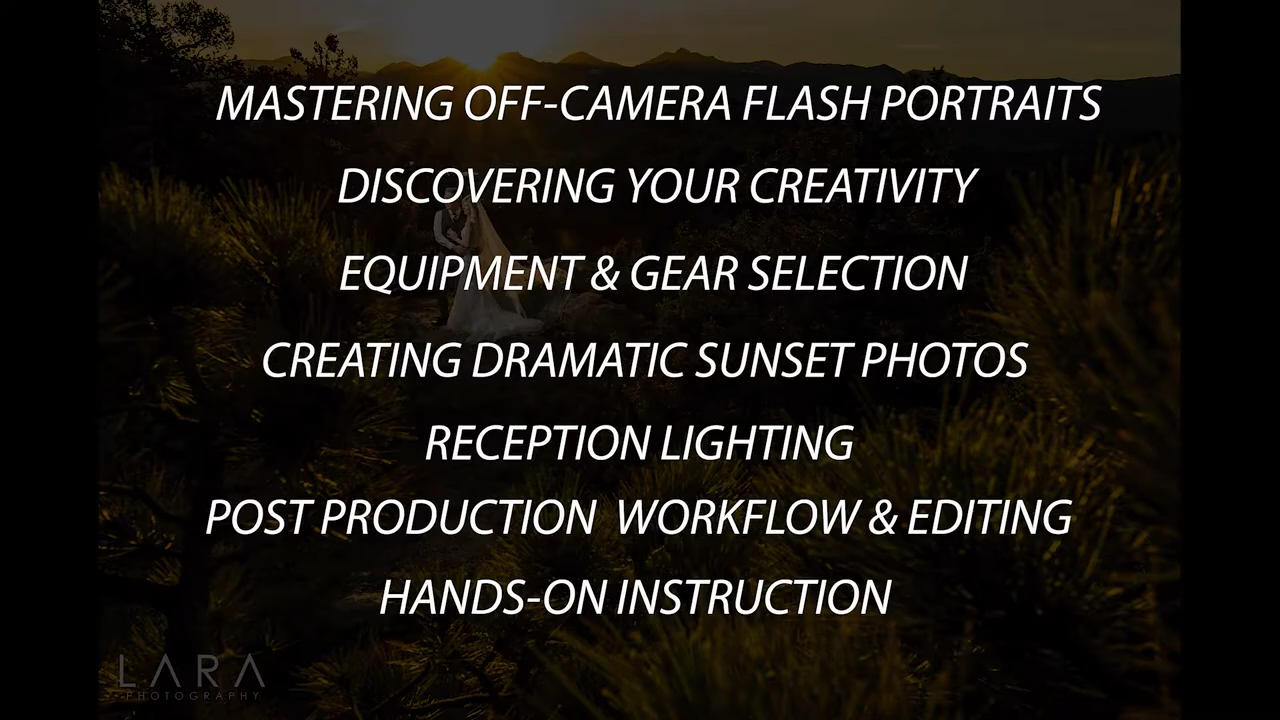 MASTERING OFF-CAMERA FLASH PORTRAITS
DISCOVERING YOUR CREATIVITY
EQUIPMENT & GEAR SELECTION
CREATING DRAMATIC SUNSET PHOTOS
RECEPTION LIGHTING
POST PRODUCTION WORKFLOW & EDITING
HANDS-ON INSTRUCTION
LARA
PHOTOGRAPHY